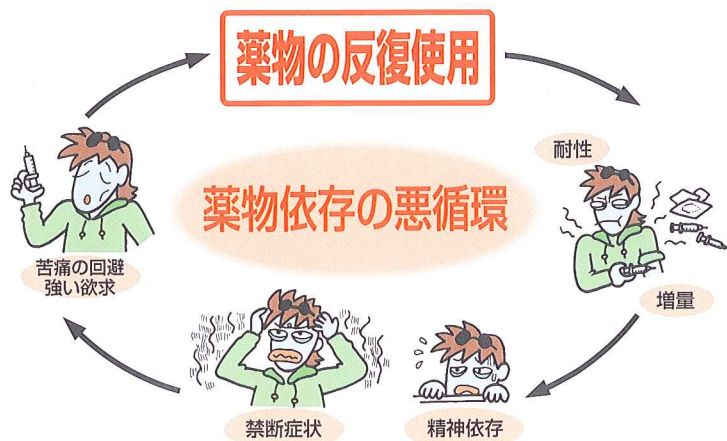 薬物の反復使用
薬物依存の悪循環
耐性
増量
精神依存
禁断症状
苦痛の回避
強い欲求